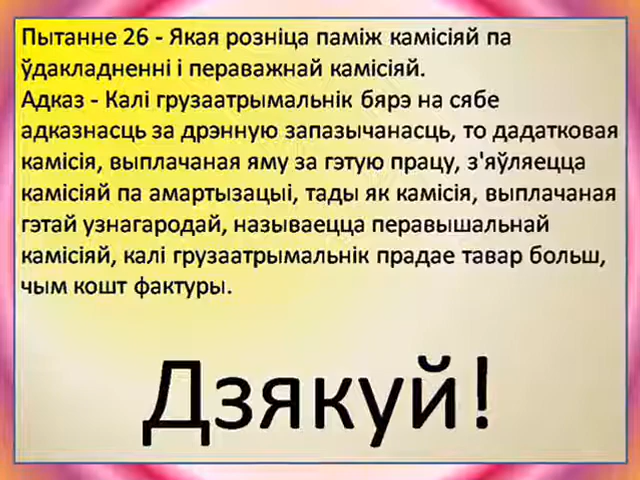 Пытанне 26 - Якая розніца паміж камісіяй па
ўдакладненні і пераважнай камісіяй.
Адказ - Калі грузаатрымальнік бярэ на сябе
адказнасць за дрэнную запазычанасць, то дадатковая
камісія, выплачаная яму за гэтую працу, з'яўляецца
камісіяй па амартызацыі, тады як камісія, выплачаная
гэтай узнагародай, называецца перавышальнай
камісіяй, калі грузаатрымальнік прадае тавар больш,
чым кошт фактуры.
Дзякуй!